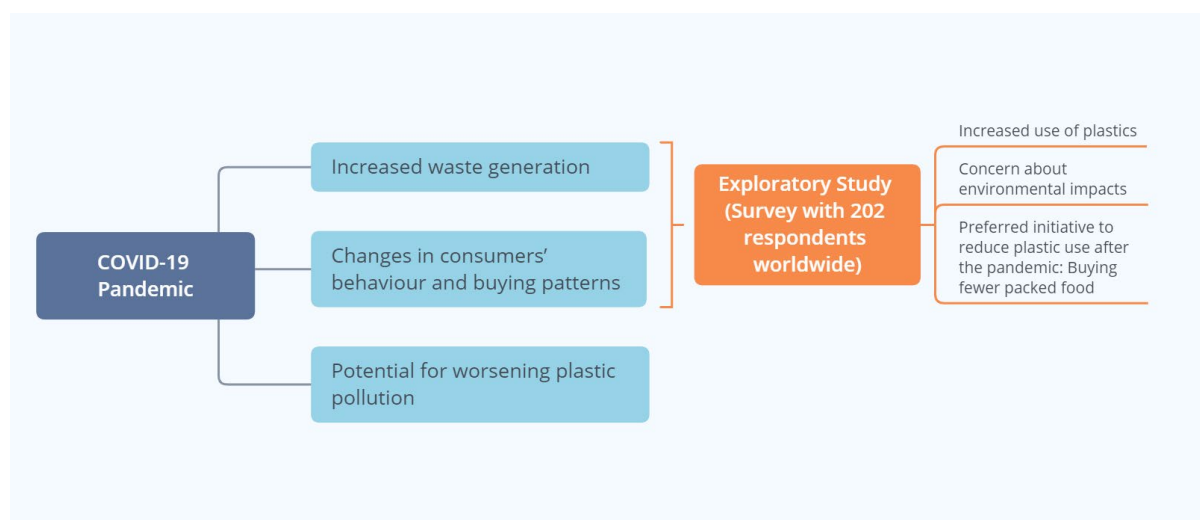 COVID-19
Pandemic
Increased waste generation
Changes in consumers’
behaviour and buying patterns
Potential for worsening plastic
pollution
Exploratory Study
(Survey with 202
respondents
worldwide)
Increased use of plastics
Concern about
environmental impacts
Preferred initiative to
reduce plastic use after
the pandemic: Buying
fewer packed food